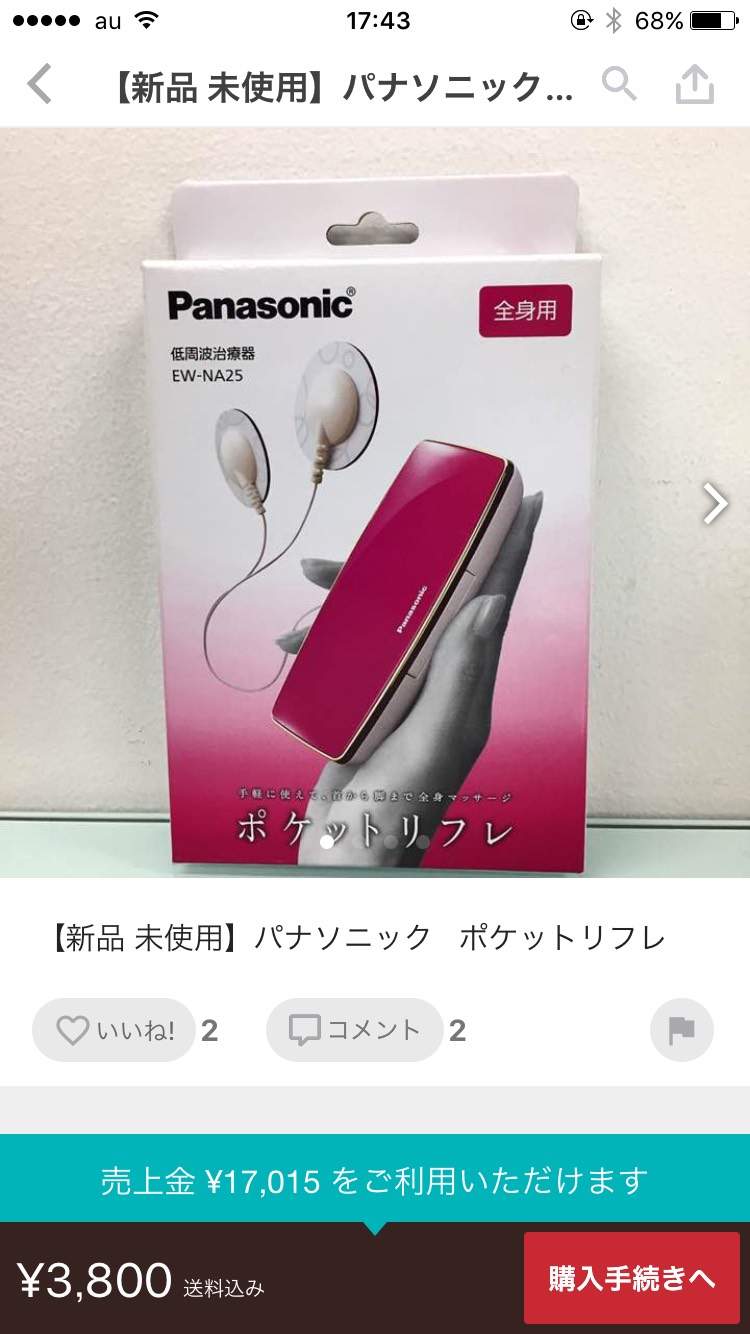 au 17:43 68%
【新品 未使用】パナソニック...
Panasonic®
全身用
低周波治療器
EW-NA25
Panasonic
手軽に使えて、首から脚まで全身マッサージ
ポケットリフレ
【新品 未使用】パナソニック ポケットリフレ
いいね! 2 コメント 2
売上金 ¥17,015 をご利用いただけます
¥3,800 送料込み 購入手続きへ